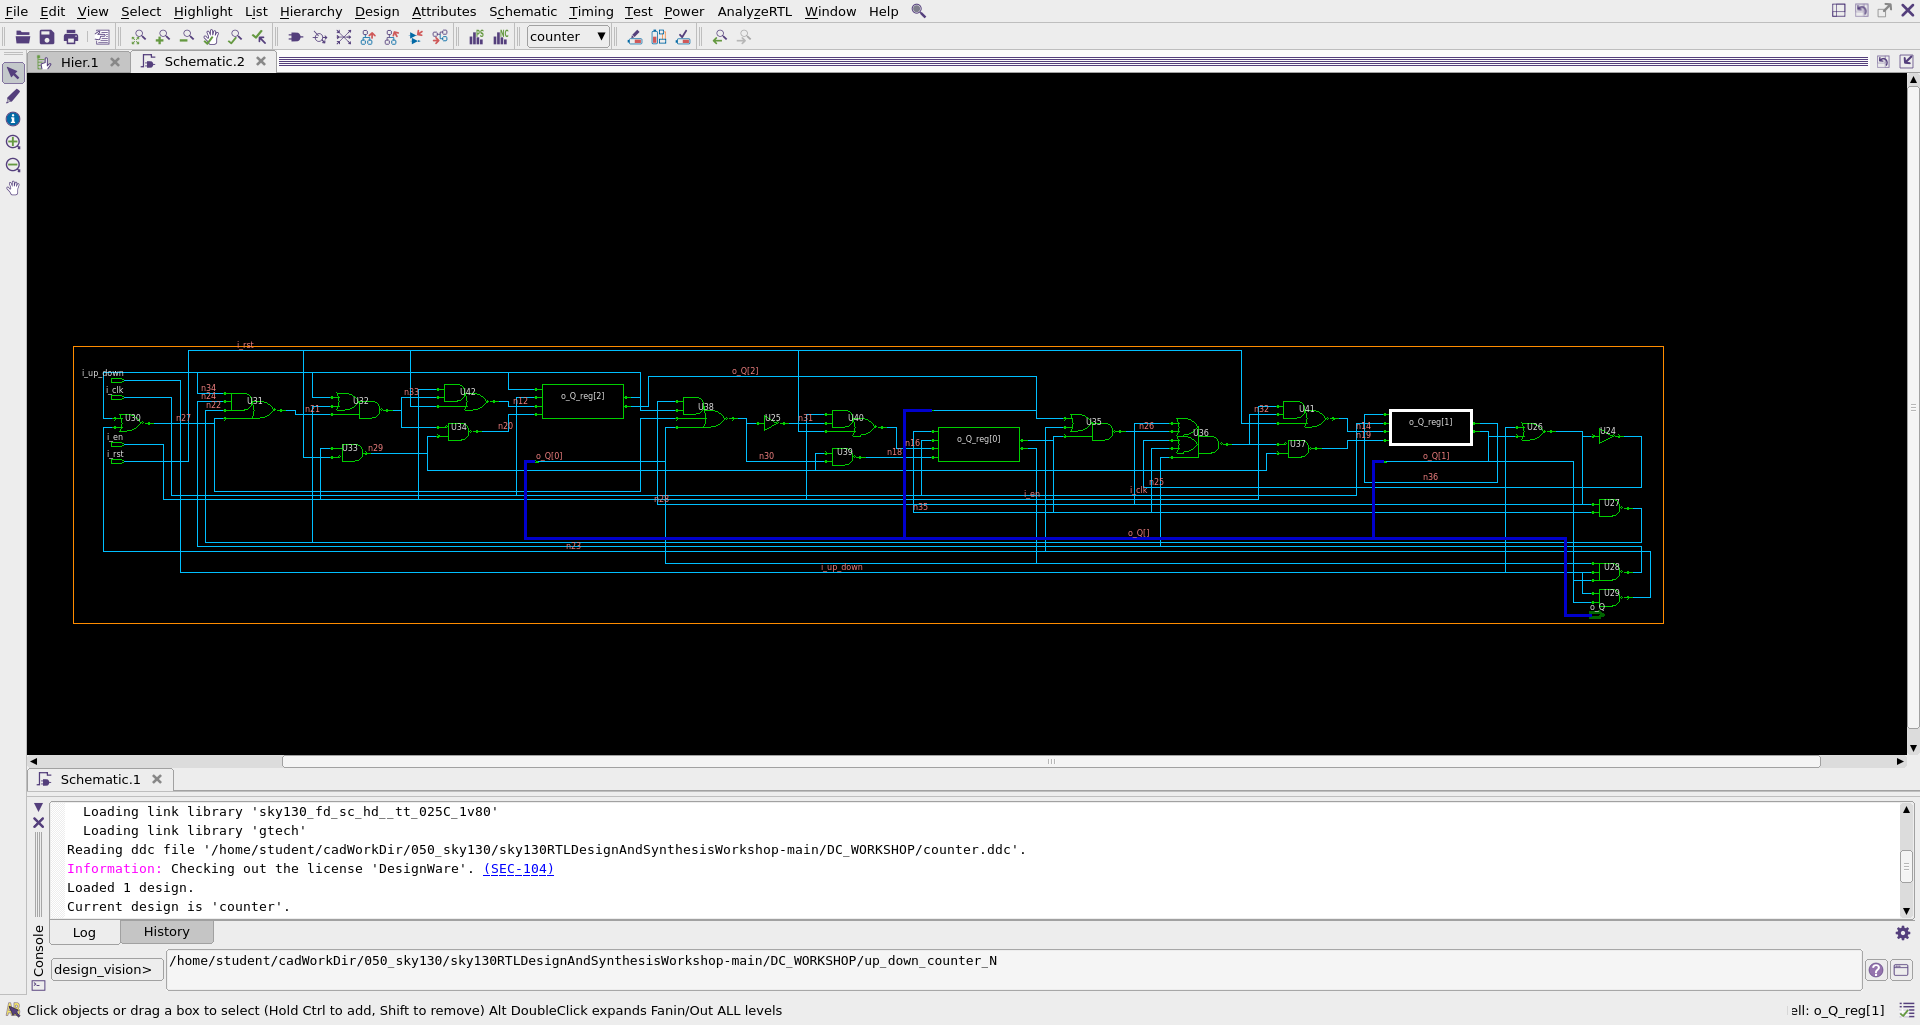 File Edit View Select Highlight List Hierarchy Design Attributes Schematic Timing Test Power AnalyzeRTL Window Help
counter
Hier.1 Schematic.2
i_rst
i_up_down
o_Q[2]
i_clk
n34
n24
n22
U31
n21
U32
n33
U42
n12
o_Q_reg[2]
U38
U25
n31
U40
n32
U41
U30
n27
U34
n20
n16
o_Q_reg[0]
U35
n26
U36
U37
n14
n19
o_Q_reg[1]
U26
U24
i_en
U33
n29
i_rst
o_Q[0]
n30
U39
n18
o_Q[1]
n36
n25
i_clk
i_en
n28
n35
U27
o_Q[]
n23
i_up_down
U28
U29
o_Q
Schematic.1
Loading link library 'sky130_fd_sc_hd__tt_025C_1v80'
Loading link library 'gtech'
Reading ddc file '/home/student/cadWorkDir/050_sky130/sky130RTLDesignAndSynthesisWorkshop-main/DC_WORKSHOP/counter.ddc'.
Information: Checking out the license 'DesignWare'. (SEC-104)
Loaded 1 design.
Current design is 'counter'.
Console
Log History
design_vision> /home/student/cadWorkDir/050_sky130/sky130RTLDesignAndSynthesisWorkshop-main/DC_WORKSHOP/up_down_counter_N
Click objects or drag a box to select (Hold Ctrl to add, Shift to remove) Alt DoubleClick expands Fanin/Out ALL levels
ell: o_Q_reg[1]